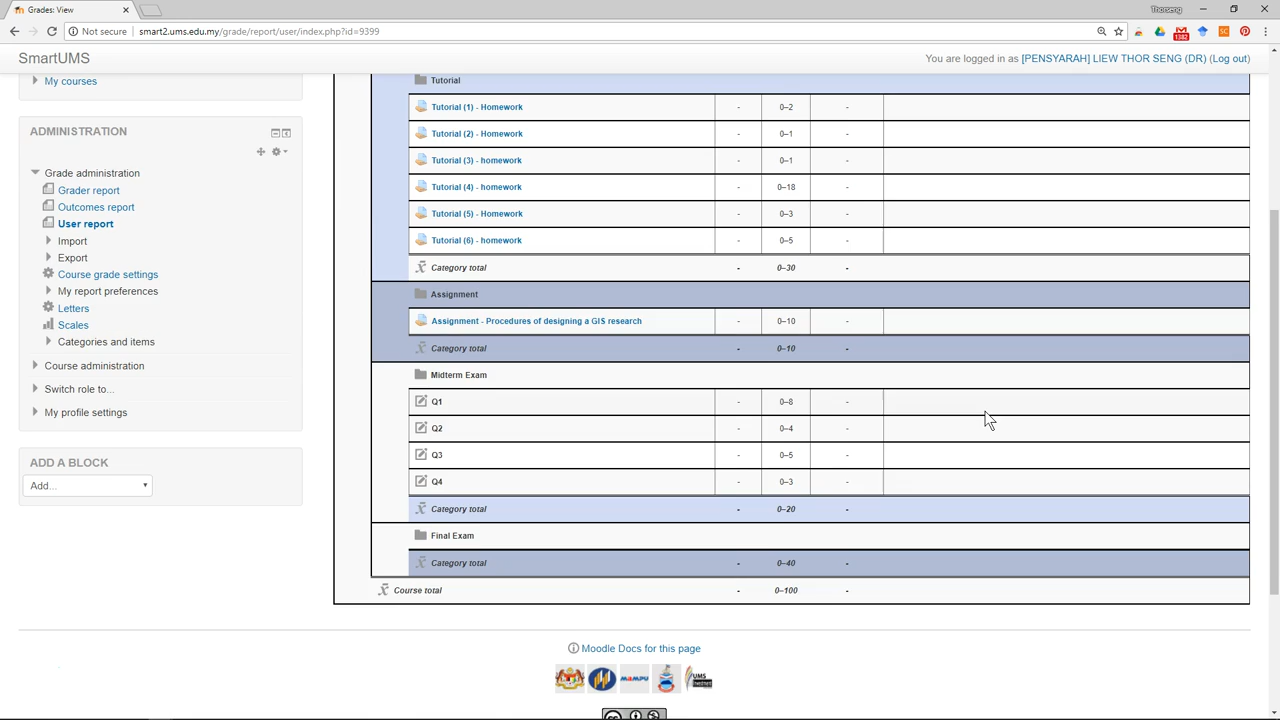 Grades: View
Thorseng
Not secure
smart2.ums.edu.my/grade/report/user/index.php?id=9399
1382
SC
SmartUMS
You are logged in as [PENSYARAH] LIEW THOR SENG (DR) (Log out)
My courses
ADMINISTRATION
Grade administration
Grader report
Outcomes report
User report
Import
Export
Course grade settings
My report preferences
Letters
Scales
Categories and items
Course administration
Switch role to...
My profile settings
ADD A BLOCK
Add...
Tutorial
Tutorial (1) - Homework - 0–2 -
Tutorial (2) - Homework - 0–1 -
Tutorial (3) - homework - 0–1 -
Tutorial (4) - homework - 0–18 -
Tutorial (5) - Homework - 0–3 -
Tutorial (6) - homework - 0–5 -
Category total - 0–30 -
Assignment
Assignment - Procedures of designing a GIS research - 0–10 -
Category total - 0–10 -
Midterm Exam
Q1 - 0–8 -
Q2 - 0–4 -
Q3 - 0–5 -
Q4 - 0–3 -
Category total - 0–20 -
Final Exam
Category total - 0–40 -
Course total - 0–100 -
Moodle Docs for this page
MAMPU
UMS